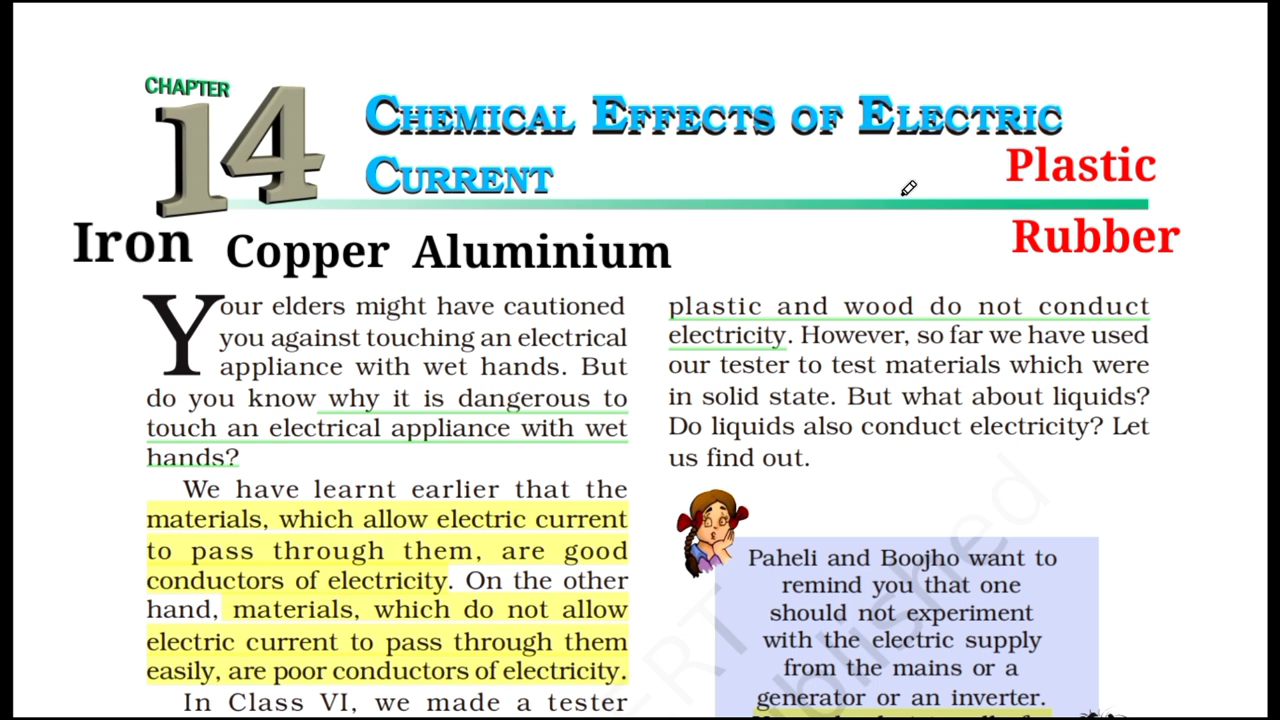 CHAPTER
14
CHEMICAL EFFECTS OF ELECTRIC
CURRENT
Plastic
Rubber
Iron Copper Aluminium
Your elders might have cautioned
you against touching an electrical
appliance with wet hands. But
do you know why it is dangerous to
touch an electrical appliance with wet
hands?
We have learnt earlier that the
materials, which allow electric current
to pass through them, are good
conductors of electricity. On the other
hand, materials, which do not allow
electric current to pass through them
easily, are poor conductors of electricity.
In Class VI, we made a tester
plastic and wood do not conduct
electricity. However, so far we have used
our tester to test materials which were
in solid state. But what about liquids?
Do liquids also conduct electricity? Let
us find out.
Paheli and Boojho want to
remind you that one
should not experiment
with the electric supply
from the mains or a
generator or an inverter.